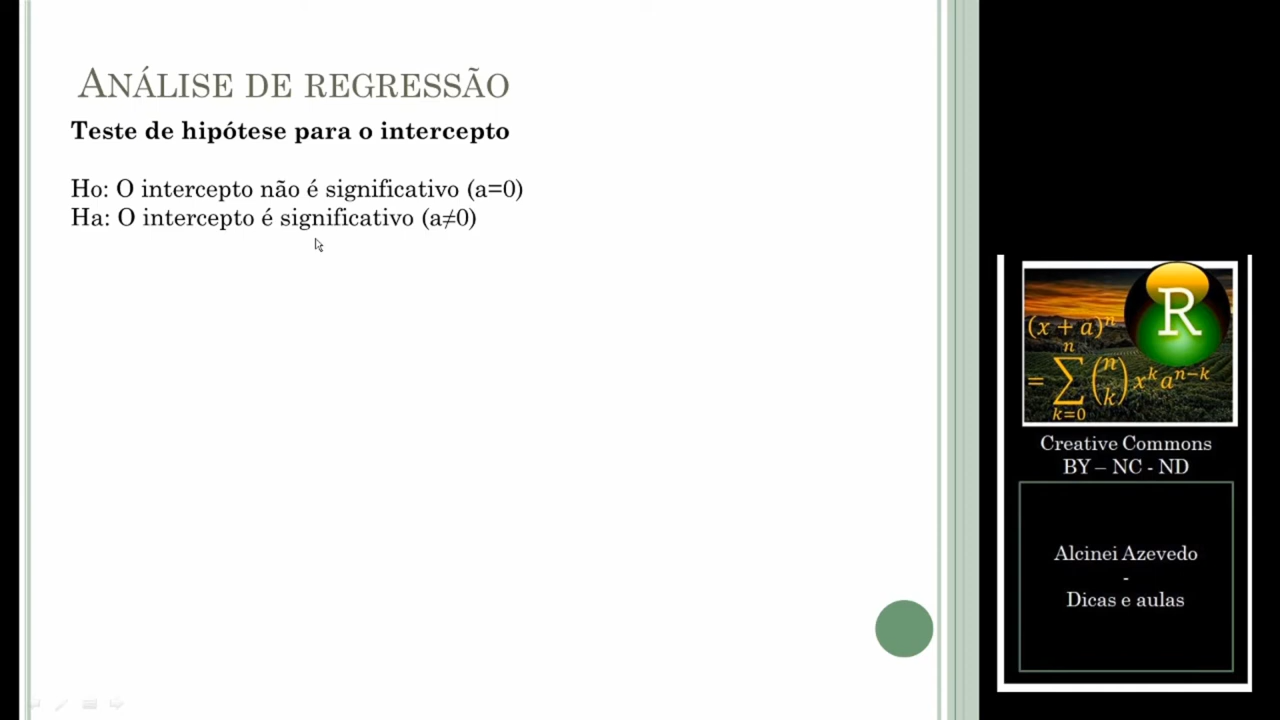 ANÁLISE DE REGRESSÃO
Teste de hipótese para o intercepto
Ho: O intercepto não é significativo (a=0)
Ha: O intercepto é significativo (a≠0)
R
(x + a)ⁿ
n
= ∑ (n k) xᵏaⁿ⁻ᵏ
k=0
Creative Commons
BY – NC - ND
Alcinei Azevedo
-
Dicas e aulas